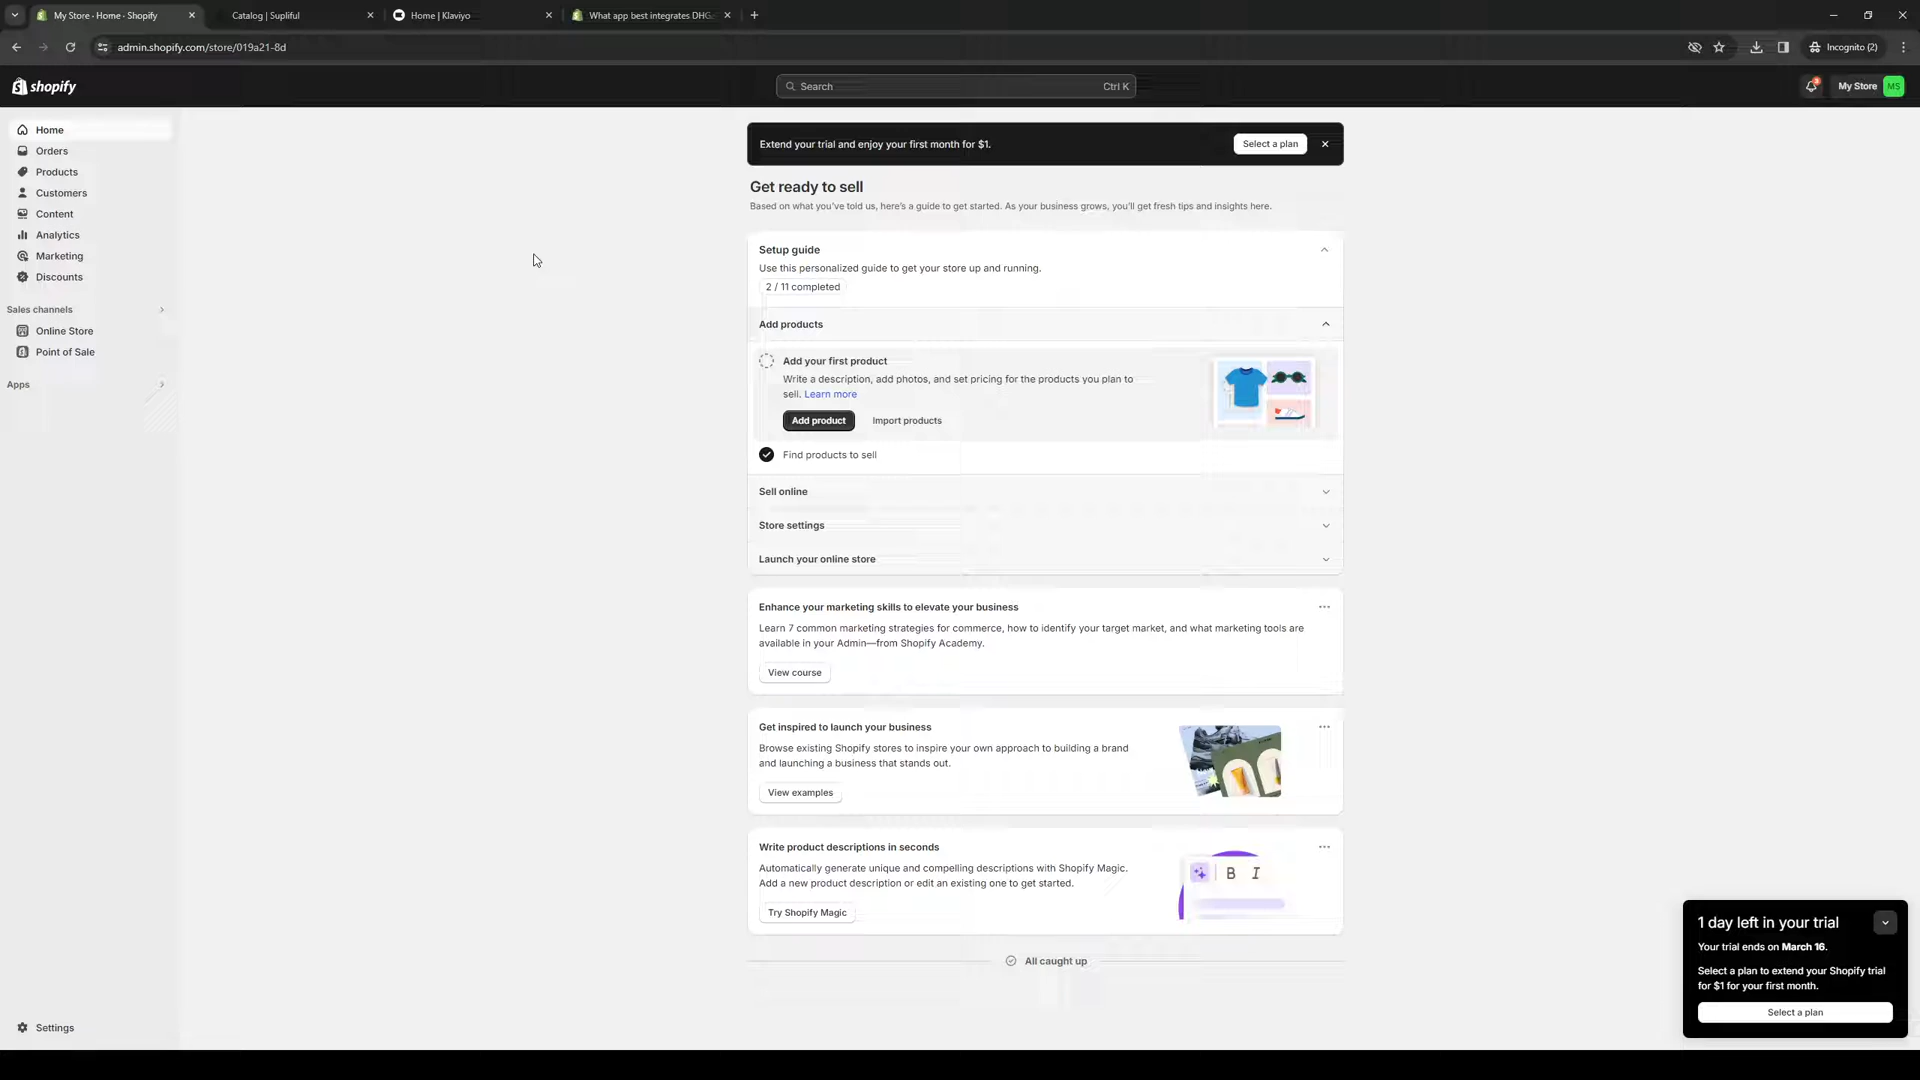 My Store - Home - Shopify
Catalog | Supliful
Home | Klaviyo
What app best integrates DHG
admin.shopify.com/store/019a21-8d
Incognito (2)
shopify
Search
Ctrl K
My Store
MS
Home
Orders
Products
Customers
Content
Analytics
Marketing
Discounts
Sales channels
Online Store
Point of Sale
Apps
Settings
Extend your trial and enjoy your first month for $1.
Select a plan
Get ready to sell
Based on what you've told us, here's a guide to get started. As your business grows, you'll get fresh tips and insights here.
Setup guide
Use this personalized guide to get your store up and running.
2 / 11 completed
Add products
Add your first product
Write a description, add photos, and set pricing for the products you plan to
sell. Learn more
Add product
Import products
Find products to sell
Sell online
Store settings
Launch your online store
Enhance your marketing skills to elevate your business
Learn 7 common marketing strategies for commerce, how to identify your target market, and what marketing tools are
available in your Admin—from Shopify Academy.
View course
Get inspired to launch your business
Browse existing Shopify stores to inspire your own approach to building a brand
and launching a business that stands out.
View examples
Write product descriptions in seconds
Automatically generate unique and compelling descriptions with Shopify Magic.
Add a new product description or edit an existing one to get started.
Try Shopify Magic
B I
All caught up
1 day left in your trial
Your trial ends on March 16.
Select a plan to extend your Shopify trial
for $1 for your first month.
Select a plan